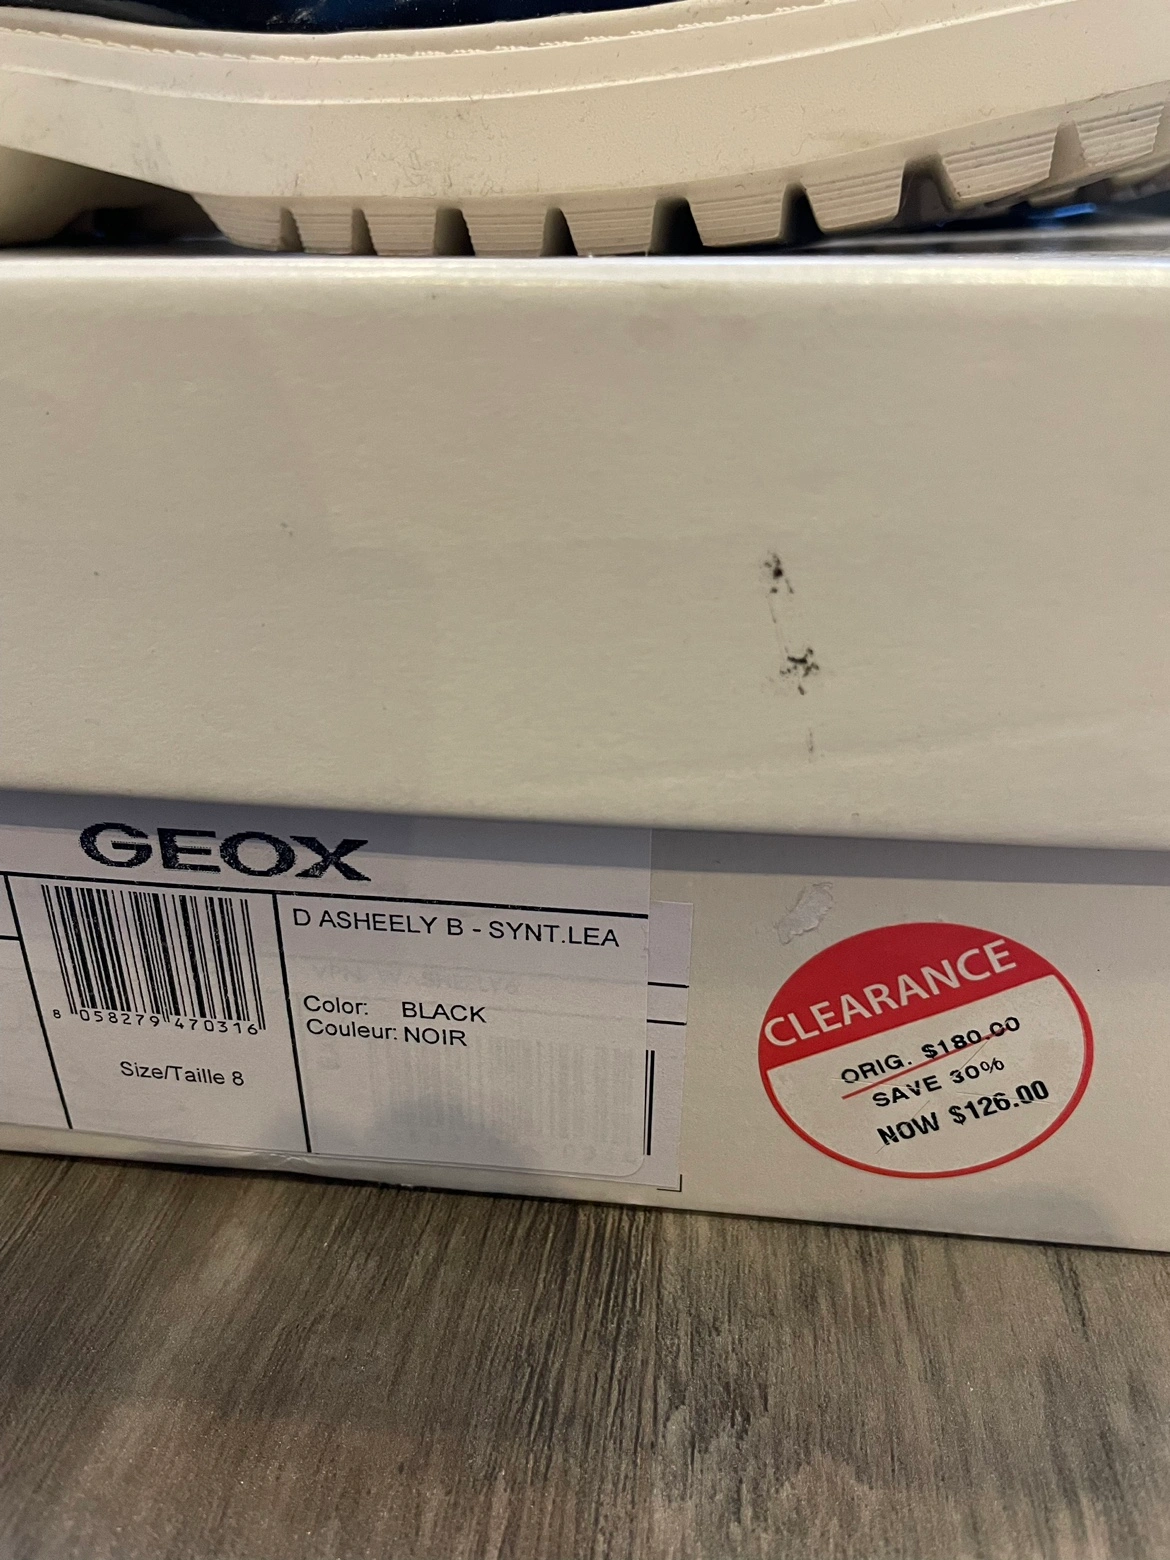 GEOX
8 058279 470316
Size/Taille 8
D ASHEELY B - SYNT.LEA
Color: BLACK
Couleur: NOIR
CLEARANCE
ORIG. $180.00
SAVE 30%
NOW $126.00